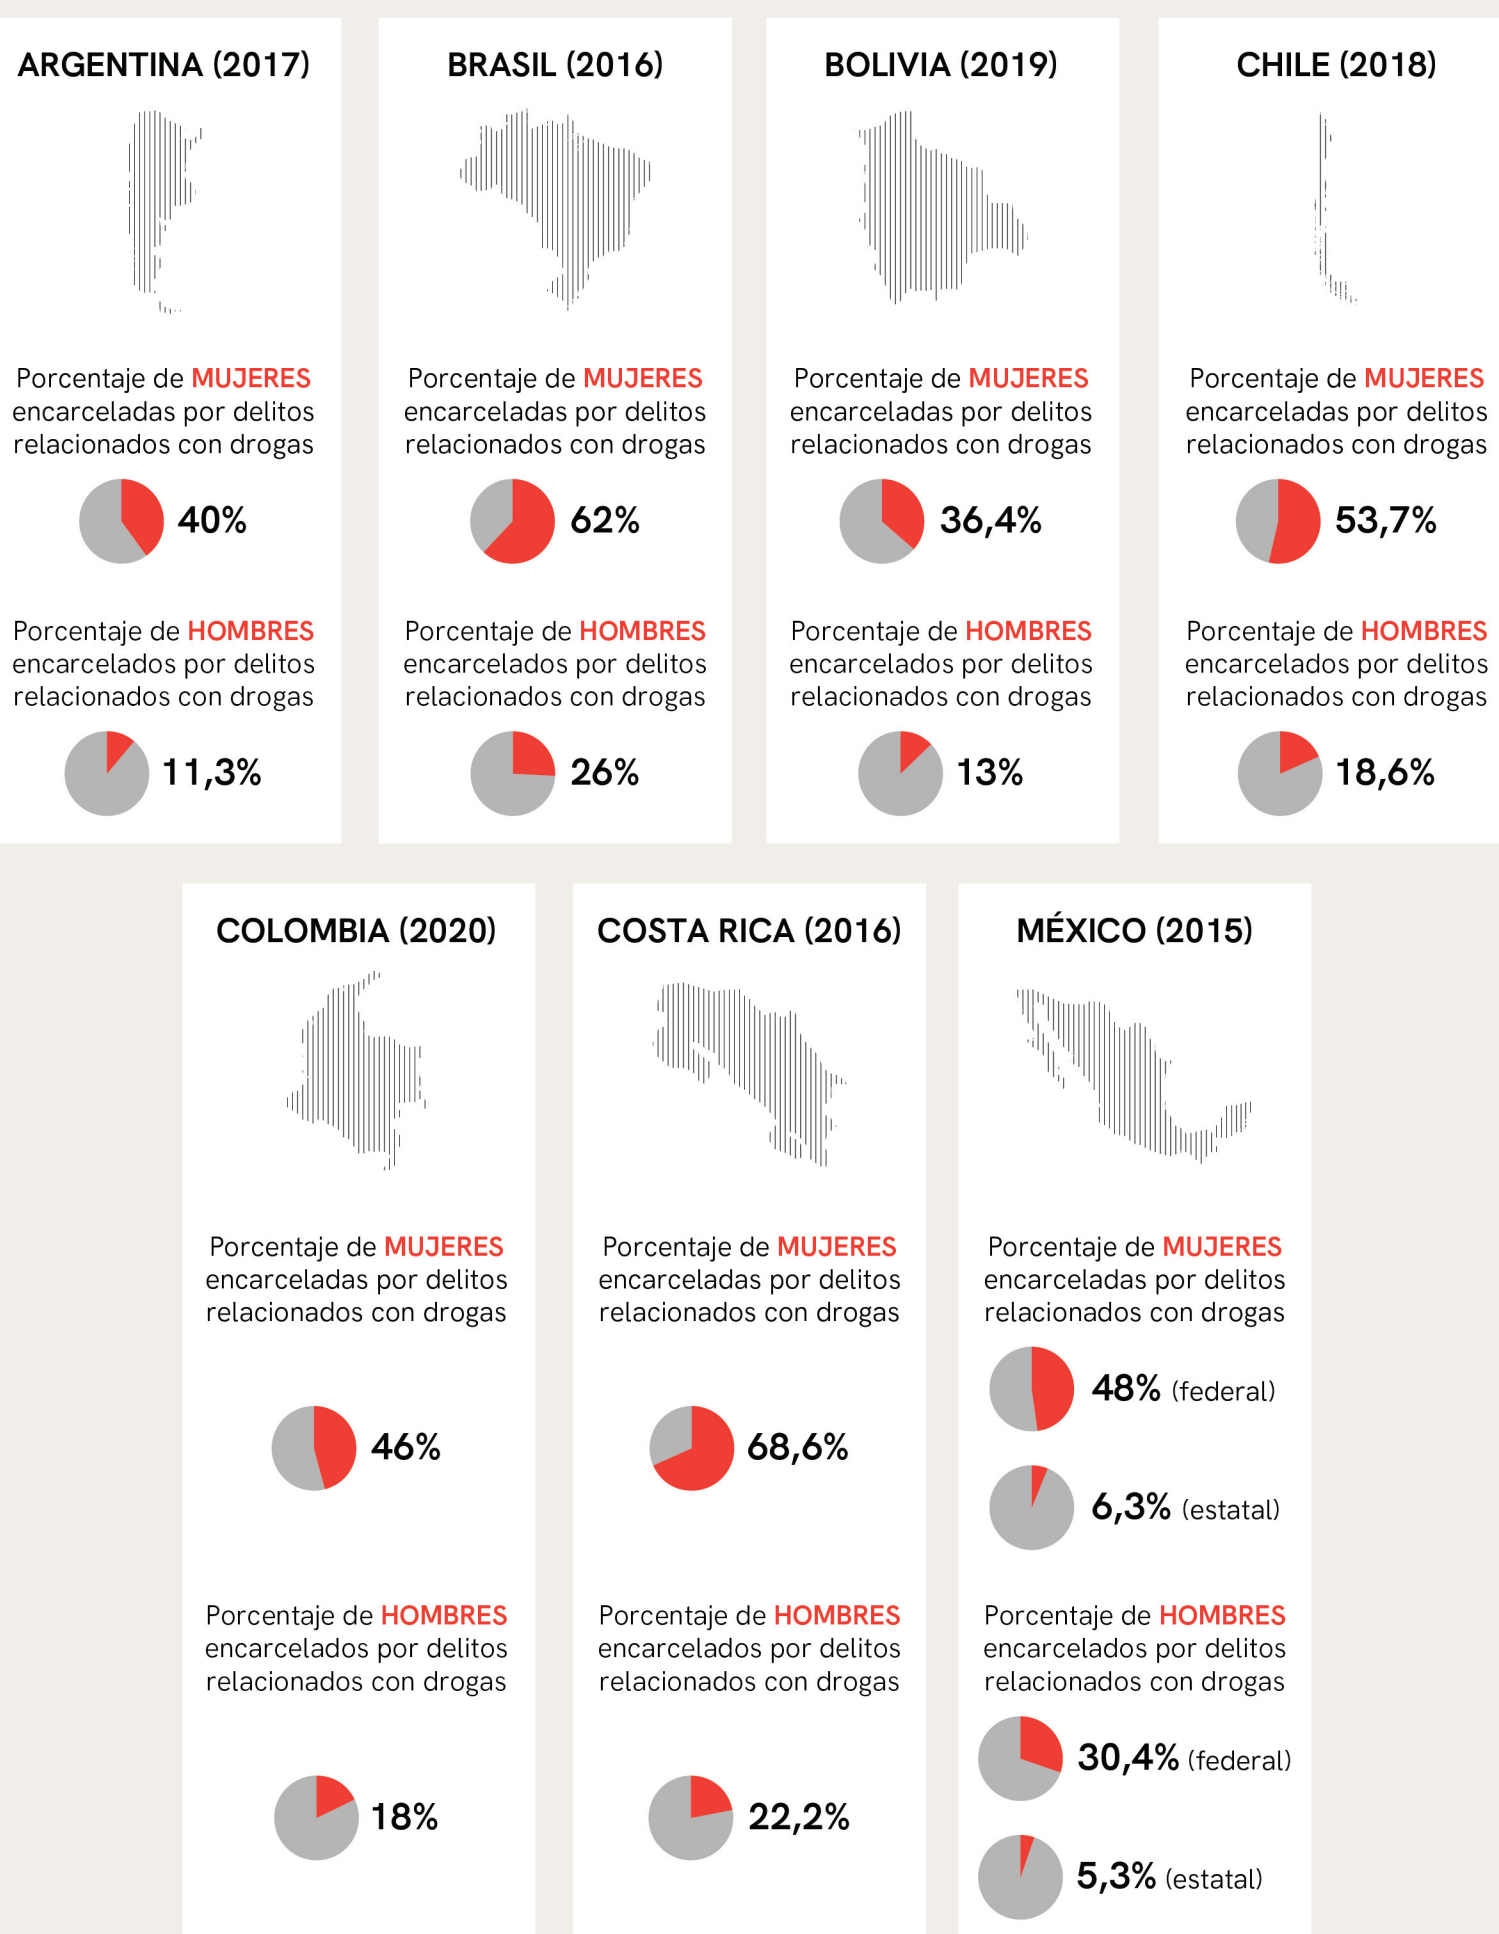 ARGENTINA (2017)
Porcentaje de MUJERES
encarceladas por delitos
relacionados con drogas
40%
Porcentaje de HOMBRES
encarcelados por delitos
relacionados con drogas
11,3%
BRASIL (2016)
Porcentaje de MUJERES
encarceladas por delitos
relacionados con drogas
62%
Porcentaje de HOMBRES
encarcelados por delitos
relacionados con drogas
26%
BOLIVIA (2019)
Porcentaje de MUJERES
encarceladas por delitos
relacionados con drogas
36,4%
Porcentaje de HOMBRES
encarcelados por delitos
relacionados con drogas
13%
CHILE (2018)
Porcentaje de MUJERES
encarceladas por delitos
relacionados con drogas
53,7%
Porcentaje de HOMBRES
encarcelados por delitos
relacionados con drogas
18,6%
COLOMBIA (2020)
Porcentaje de MUJERES
encarceladas por delitos
relacionados con drogas
46%
Porcentaje de HOMBRES
encarcelados por delitos
relacionados con drogas
18%
COSTA RICA (2016)
Porcentaje de MUJERES
encarceladas por delitos
relacionados con drogas
68,6%
Porcentaje de HOMBRES
encarcelados por delitos
relacionados con drogas
22,2%
MÉXICO (2015)
Porcentaje de MUJERES
encarceladas por delitos
relacionados con drogas
48% (federal)
6,3% (estatal)
Porcentaje de HOMBRES
encarcelados por delitos
relacionados con drogas
30,4% (federal)
5,3% (estatal)